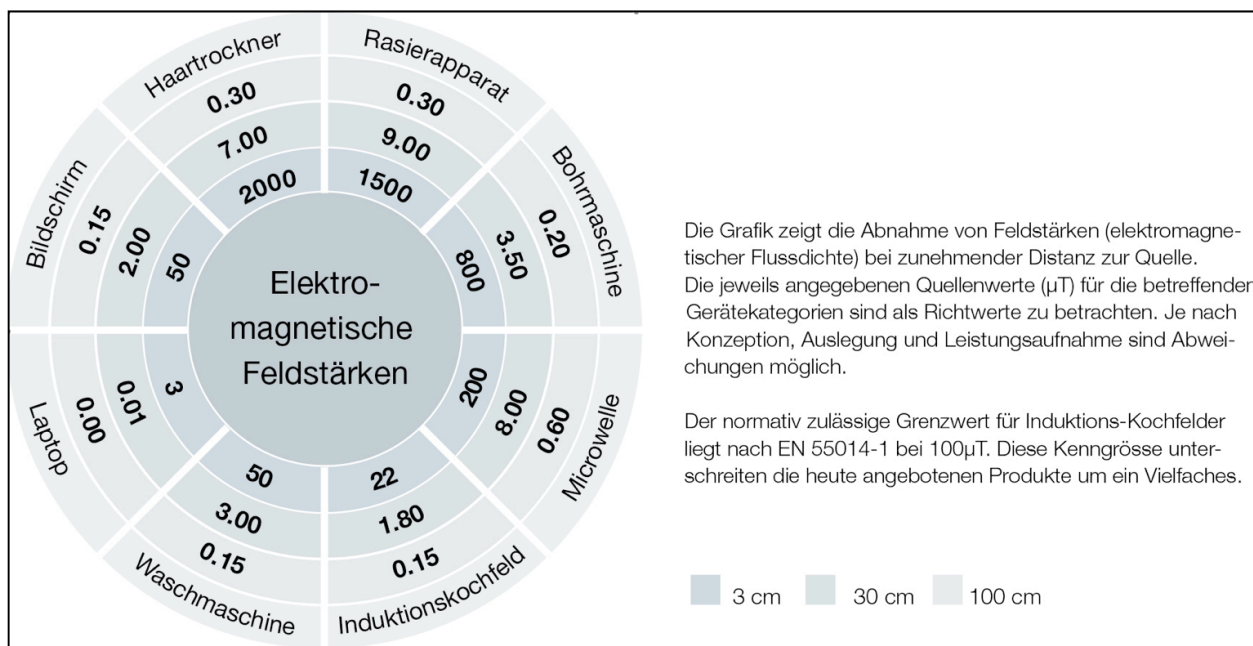 Haartrockner
0.30
7.00
2000
Rasierapparat
0.30
9.00
1500
Bohrmaschine
0.20
3.50
800
Microwelle
0.60
8.00
200
Induktionskochfeld
0.15
1.80
22
Waschmaschine
0.15
3.00
50
Laptop
0.00
0.01
3
Bildschirm
0.15
2.00
50
Elektro-
magnetische
Feldstärken
Die Grafik zeigt die Abnahme von Feldstärken (elektromagne-
tischer Flussdichte) bei zunehmender Distanz zur Quelle.
Die jeweils angegebenen Quellenwerte (µT) für die betreffender
Gerätekategorien sind als Richtwerte zu betrachten. Je nach
Konzeption, Auslegung und Leistungsaufnahme sind Abwei-
chungen möglich.
Der normativ zulässige Grenzwert für Induktions-Kochfelder
liegt nach EN 55014-1 bei 100µT. Diese Kenngrösse unter-
schreiten die heute angebotenen Produkte um ein Vielfaches.
3 cm
30 cm
100 cm